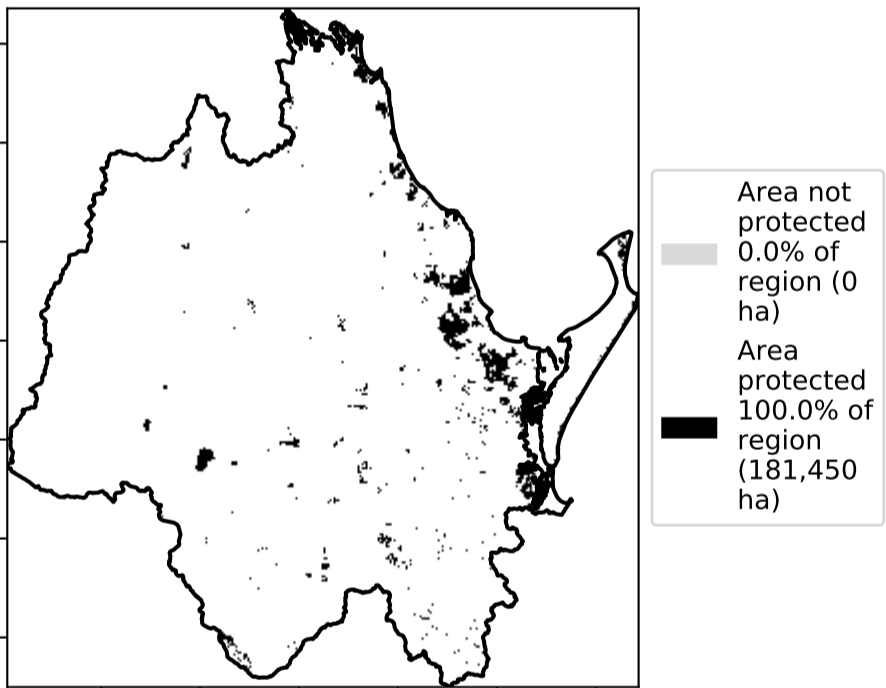 Area not
protected
0.0% of
region (0
ha)
Area
protected
100.0% of
region
(181,450
ha)